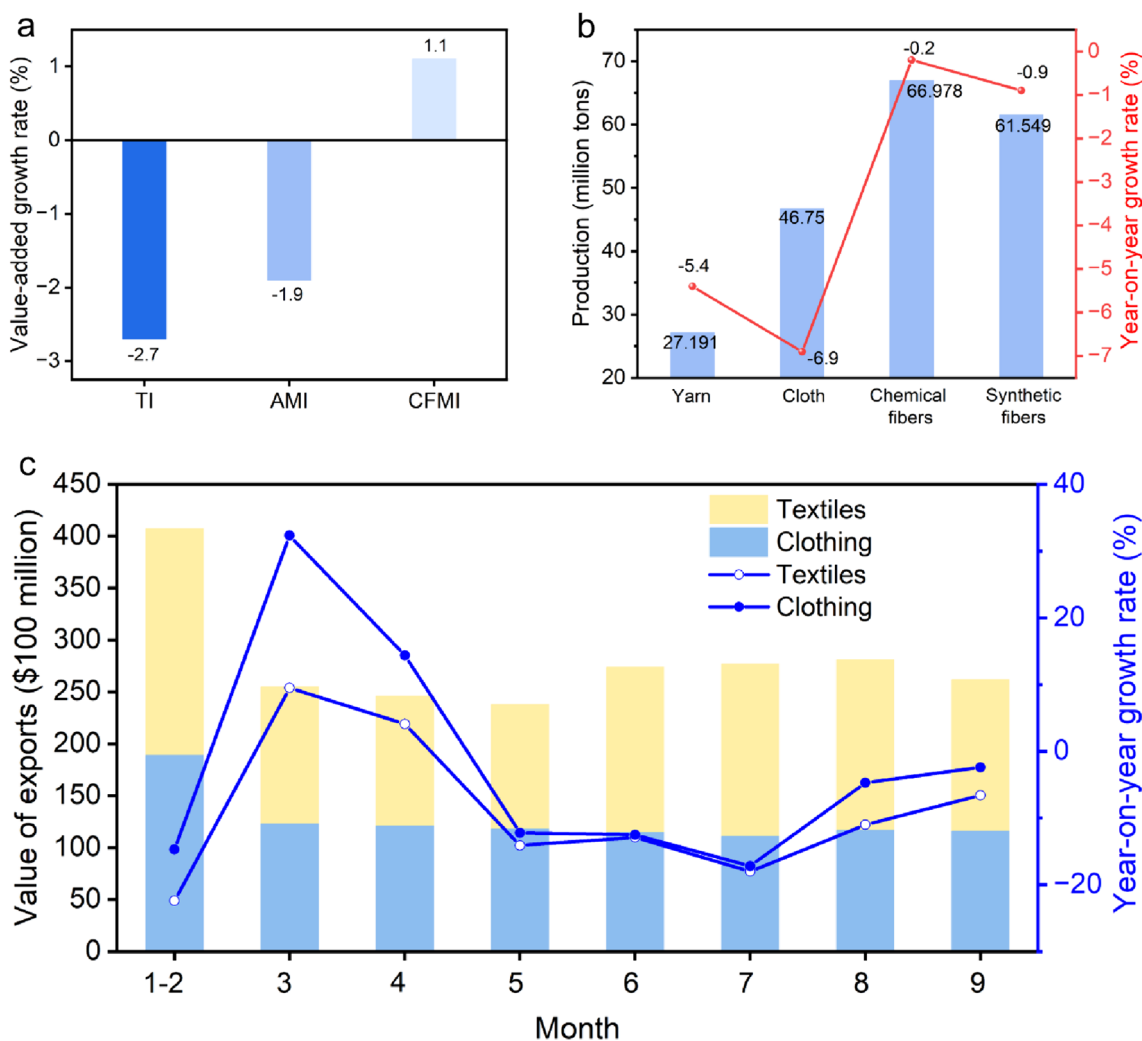 a
Value-added growth rate (%)
1
0
−1
−2
−3
1.1
-1.9
-2.7
TI
AMI
CFMI
b
Production (million tons)
70
60
50
40
30
20
-0.2
-0.9
66.978
61.549
46.75
-5.4
27.191
-6.9
Yarn
Cloth
Chemical
fibers
Synthetic
fibers
0
−1
−2
−3
−4
−5
−6
−7
Year-on-year growth rate (%)
c
Value of exports ($100 million)
450
400
350
300
250
200
150
100
50
0
Textiles
Clothing
Textiles
Clothing
40
20
0
−20
Year-on-year growth rate (%)
1-2
3
4
5
6
7
8
9
Month